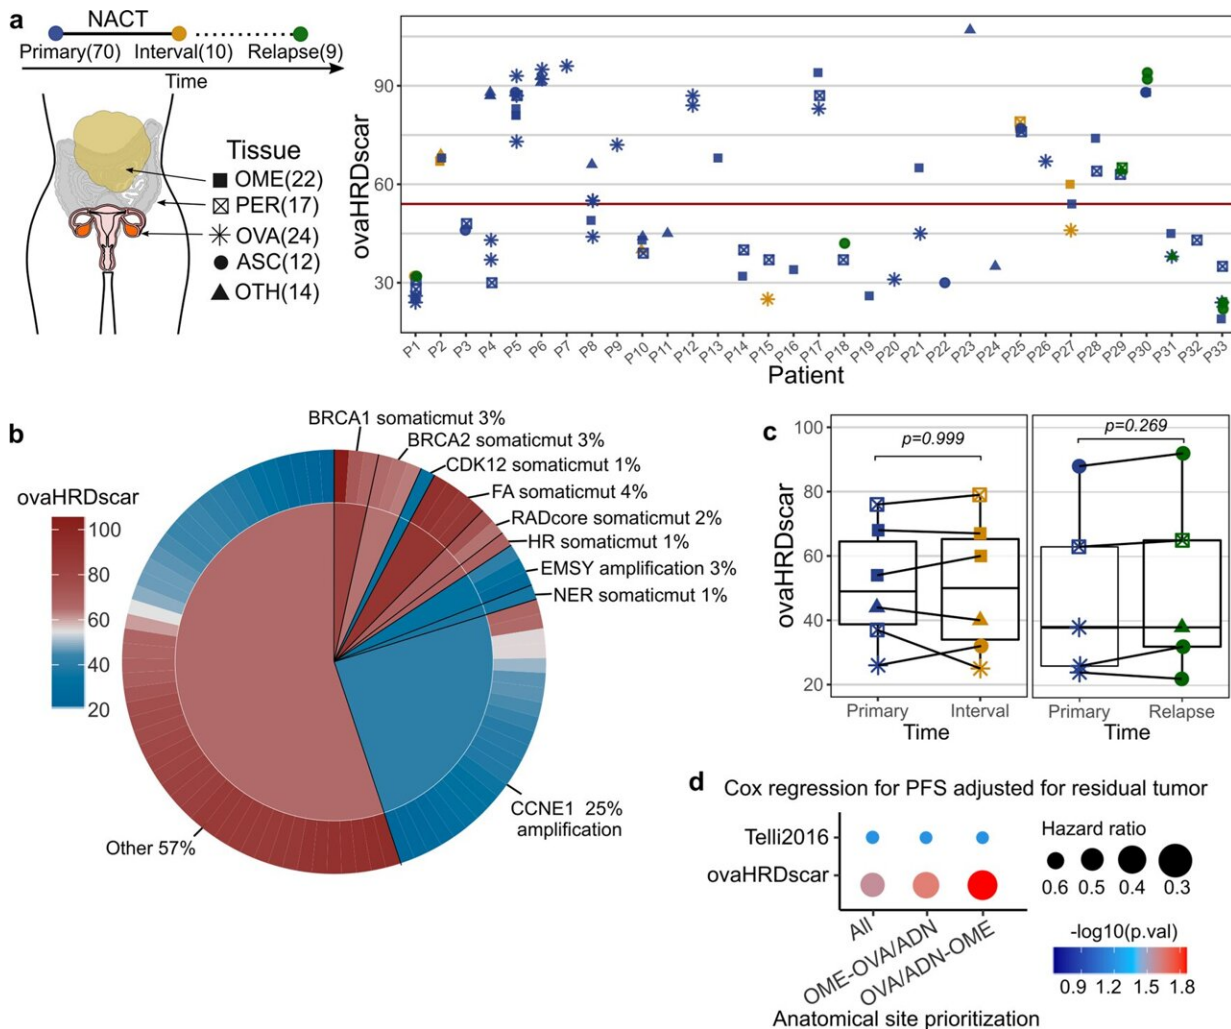 a
NACT
Primary(70) Interval(10) Relapse(9)
Time
Tissue
OME(22)
PER(17)
OVA(24)
ASC(12)
OTH(14)
ovaHRDscar
90
60
30
P1 P2 P3 P4 P5 P6 P7 P8 P9 P10 P11 P12 P13 P14 P15 P16 P17 P18 P19 P20 P21 P22 P23 P24 P25 P26 P27 P28 P29 P30 P31 P32 P33
Patient
b
BRCA1 somaticmut 3%
BRCA2 somaticmut 3%
CDK12 somaticmut 1%
FA somaticmut 4%
RADcore somaticmut 2%
HR somaticmut 1%
EMSY amplification 3%
NER somaticmut 1%
CCNE1 25%
amplification
Other 57%
ovaHRDscar
100
80
60
40
20
c
ovaHRDscar
100
80
60
40
20
p=0.999
p=0.269
Primary Interval
Time
Primary Relapse
Time
d
Cox regression for PFS adjusted for residual tumor
Telli2016
ovaHRDscar
All
OME-OVA/ADN
OVA/ADN-OME
Anatomical site prioritization
Hazard ratio
0.6 0.5 0.4 0.3
-log10(p.val)
0.9 1.2 1.5 1.8